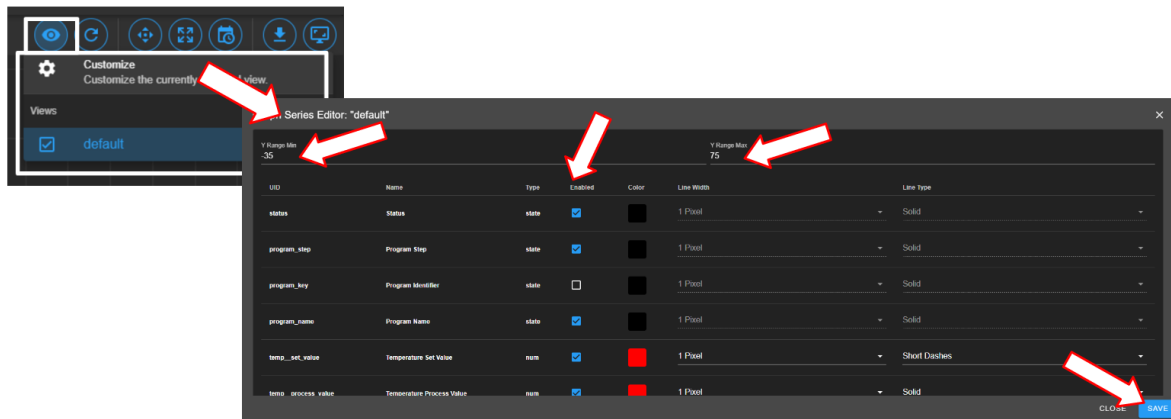 Customize
Customize the currently view.
Views
default
Series Editor: "default"
Y Range Min
-35
Y Range Max
75
UID Name Type Enabled Color Line Width Line Type
status Status state 1 Pixel Solid
program_step Program Step state 1 Pixel Solid
program_key Program Identifier state 1 Pixel Solid
program_name Program Name state 1 Pixel Solid
temp__set_value Temperature Set Value num 1 Pixel Short Dashes
temp__process_value Temperature Process Value num 1 Pixel Solid
CLOSE SAVE